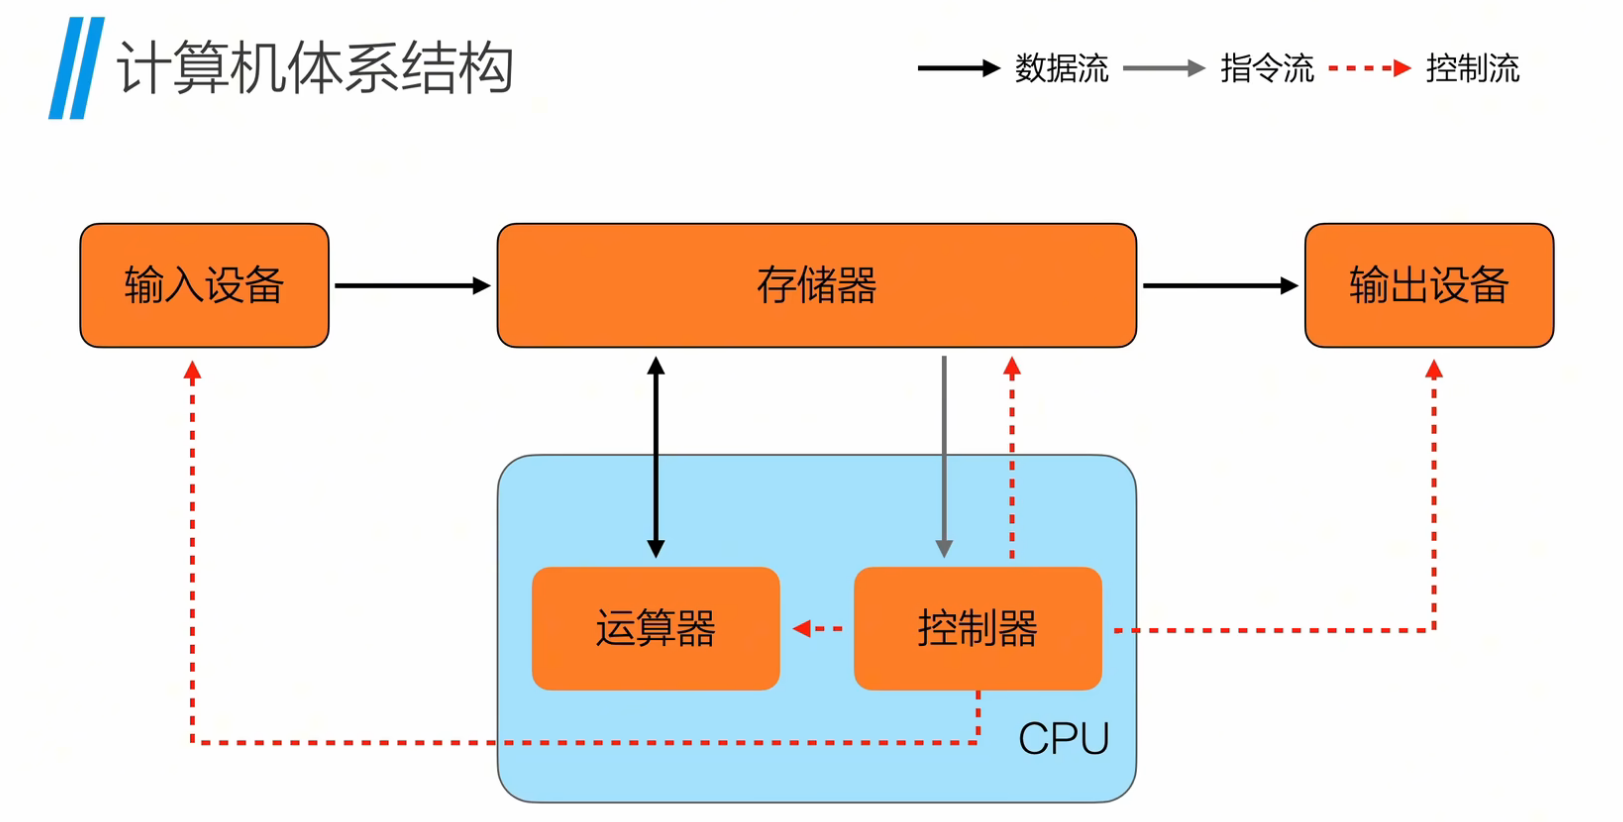 计算机体系结构
数据流
指令流
控制流
输入设备
存储器
输出设备
运算器
控制器
CPU